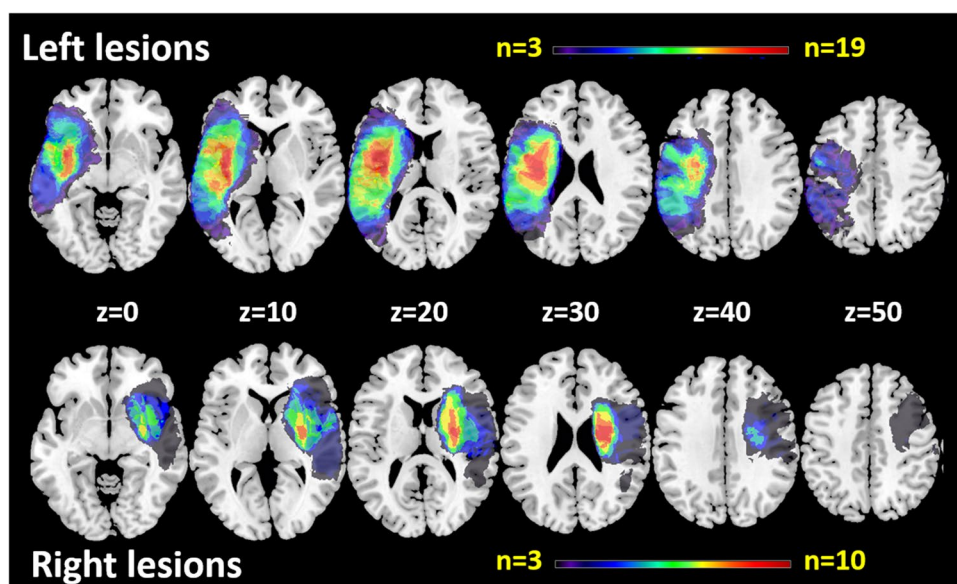 Left lesions
n=3 n=19
z=0 z=10 z=20 z=30 z=40 z=50
Right lesions
n=3 n=10